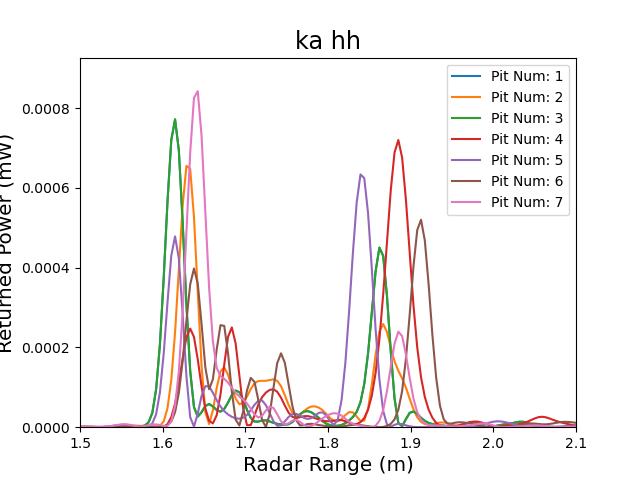 ka hh
Returned Power (mW)
0.0008
0.0006
0.0004
0.0002
0.0000
Pit Num: 1
Pit Num: 2
Pit Num: 3
Pit Num: 4
Pit Num: 5
Pit Num: 6
Pit Num: 7
1.5 1.6 1.7 1.8 1.9 2.0 2.1
Radar Range (m)